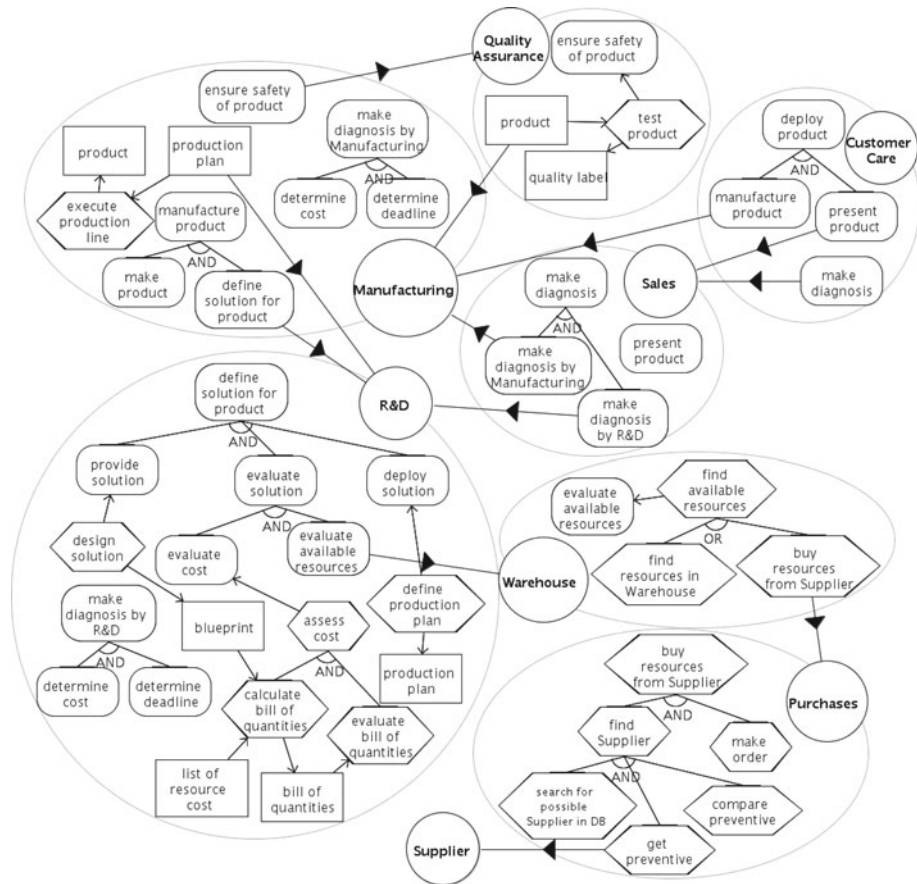 Quality
Assurance
ensure safety
of product
ensure safety
of product
product
test
product
quality label
make
diagnosis by
Manufacturing
AND
determine
cost
determine
deadline
product
production
plan
execute
production
line
manufacture
product
AND
make
product
define
solution for
product
deploy
product
Customer
Care
AND
manufacture
product
present
product
make
diagnosis
Manufacturing
Sales
make
diagnosis
AND
make
diagnosis by
Manufacturing
present
product
make
diagnosis
by R&D
R&D
define
solution for
product
AND
provide
solution
evaluate
solution
deploy
solution
AND
design
solution
evaluate
cost
evaluate
available
resources
make
diagnosis by
R&D
AND
determine
cost
determine
deadline
blueprint
assess
cost
AND
define
production
plan
production
plan
calculate
bill of
quantities
evaluate bill
of quantities
list of
resource
cost
bill of
quantities
Warehouse
evaluate
available
resources
find
available
resources
OR
find
resources in
Warehouse
buy
resources
from Supplier
Purchases
buy
resources
from Supplier
AND
find
Supplier
make
order
AND
search for
possible
Supplier in DB
compare
preventive
get
preventive
Supplier